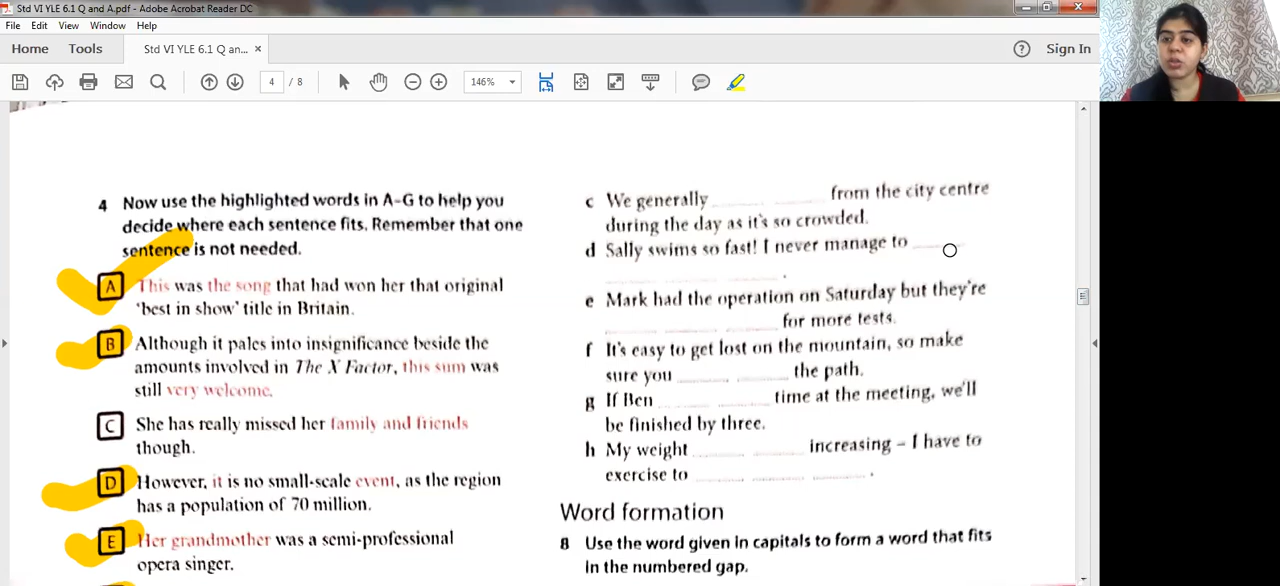 Std VI YLE 6.1 Q and A.pdf - Adobe Acrobat Reader DC
File Edit View Window Help
Home Tools Std VI YLE 6.1 Q an... × Sign In
4 / 8 146%
4 Now use the highlighted words in A–G to help you
decide where each sentence fits. Remember that one
sentence is not needed.
A This was the song that had won her that original
'best in show' title in Britain.
B Although it pales into insignificance beside the
amounts involved in The X Factor, this sum was
still very welcome.
C She has really missed her family and friends
though.
D However, it is no small-scale event, as the region
has a population of 70 million.
E Her grandmother was a semi-professional
opera singer.
c We generally ........ ........ from the city centre
during the day as it's so crowded.
d Sally swims so fast! I never manage to ........
........ ........ .
e Mark had the operation on Saturday but they're
........ ........ ........ for more tests.
f It's easy to get lost on the mountain, so make
sure you ........ ........ the path.
g If Ben ........ ........ time at the meeting, we'll
be finished by three.
h My weight ........ ........ increasing – I have to
exercise to ........ ........ ........ .
Word formation
8 Use the word given in capitals to form a word that fits
in the numbered gap.